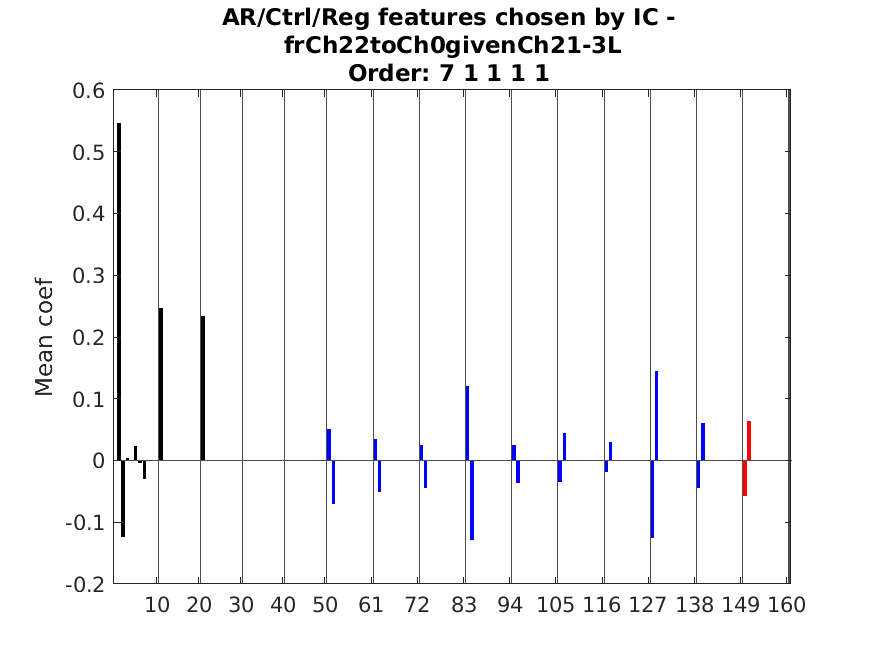 AR/Ctrl/Reg features chosen by IC -
frCh22toCh0givenCh21-3L
Order: 7 1 1 1 1
0.6
0.5
0.4
0.3
0.2
0.1
0
-0.1
-0.2
Mean coef
10 20 30 40 50 61 72 83 94 105 116 127 138 149 160